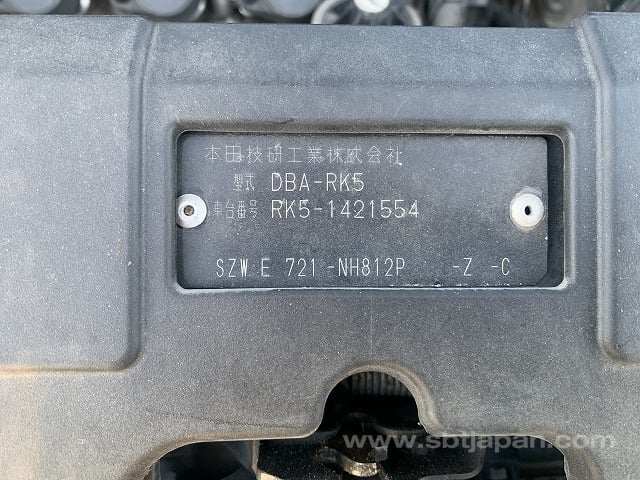 本田技研工業株式会社
型式 DBA-RK5
車台番号 RK5-1421554
SZW E 721 -NH812P -Z -C
www.sbtjapan.com